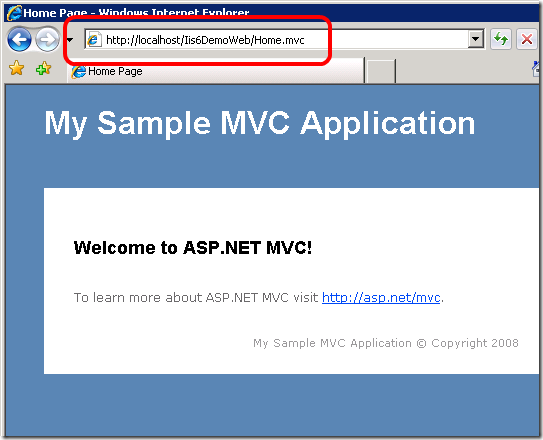 Home Page - Windows Internet Explorer
http://localhost/Iis6DemoWeb/Home.mvc
Home Page
My Sample MVC Application
Welcome to ASP.NET MVC!
To learn more about ASP.NET MVC visit http://asp.net/mvc.
My Sample MVC Application © Copyright 2008